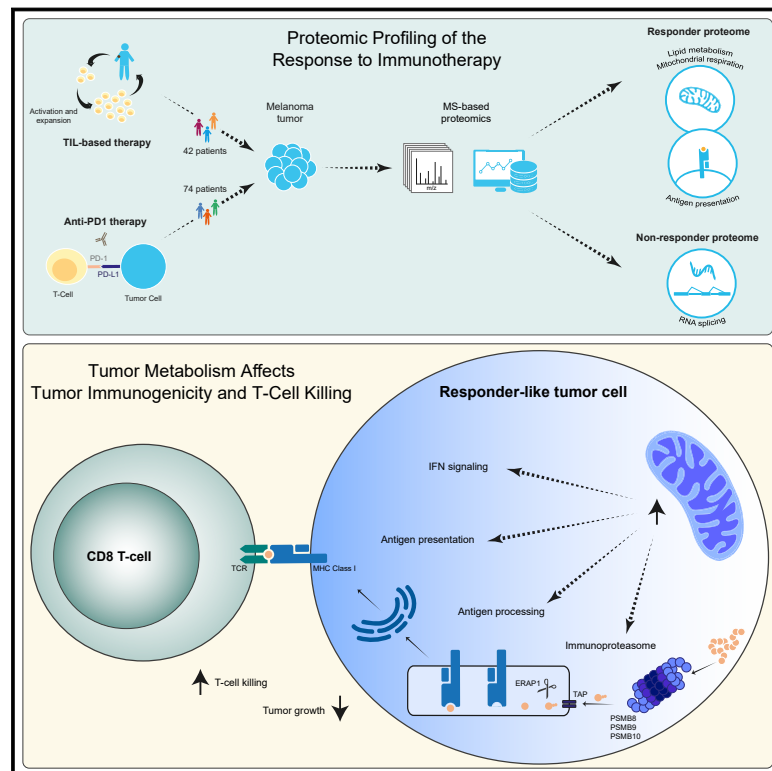 Proteomic Profiling of the
Response to Immunotherapy
Activation and
expansion
TIL-based therapy
42 patients
74 patients
Anti-PD1 therapy
PD-1
PD-L1
T-Cell
Tumor Cell
Melanoma
tumor
MS-based
proteomics
m/z
Responder proteome
Lipid metabolism
Mitochondrial respiration
Antigen presentation
Non-responder proteome
RNA splicing
Tumor Metabolism Affects
Tumor Immunogenicity and T-Cell Killing
Responder-like tumor cell
IFN signaling
Antigen presentation
CD8 T-cell
TCR
MHC Class I
Antigen processing
Immunoproteasome
ERAP1
TAP
PSMB8
PSMB9
PSMB10
T-cell killing
Tumor growth